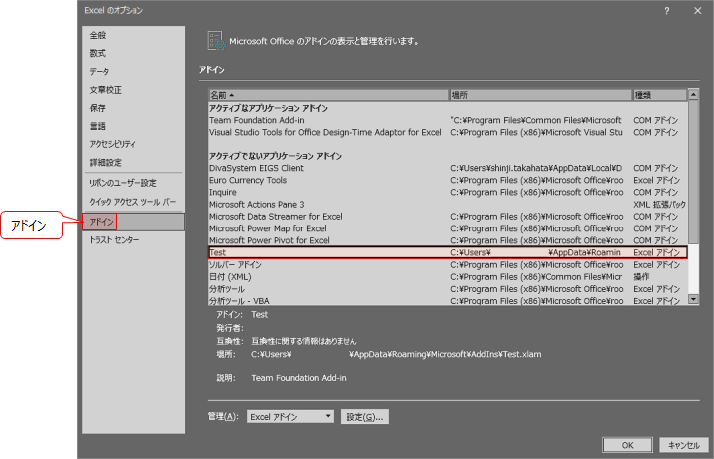 Excel のオプション
? ×
全般
数式
データ
文章校正
保存
言語
アクセシビリティ
詳細設定
リボンのユーザー設定
クイック アクセス ツール バー
アドイン
トラスト センター
アドイン
Microsoft Office のアドインの表示と管理を行います。
アドイン
名前 ▲ 場所 種類
アクティブなアプリケーション アドイン
Team Foundation Add-in "C:¥Program Files¥Common Files¥Microsoft COM アドイン
Visual Studio Tools for Office Design-Time Adaptor for Excel C:¥Program Files (x86)¥Microsoft Visual Stu COM アドイン
アクティブでないアプリケーション アドイン
DivaSystem EIGS Client C:¥Users¥shinji.takahata¥AppData¥Local¥D COM アドイン
Euro Currency Tools C:¥Program Files (x86)¥Microsoft Office¥roo Excel アドイン
Inquire C:¥Program Files (x86)¥Microsoft Office¥roo COM アドイン
Microsoft Actions Pane 3 XML 拡張パック
Microsoft Data Streamer for Excel C:¥Program Files (x86)¥Microsoft Office¥roo COM アドイン
Microsoft Power Map for Excel C:¥Program Files (x86)¥Microsoft Office¥roo COM アドイン
Microsoft Power Pivot for Excel C:¥Program Files (x86)¥Microsoft Office¥roo COM アドイン
Test C:¥Users¥ ¥AppData¥Roamin Excel アドイン
ソルバー アドイン C:¥Program Files (x86)¥Microsoft Office¥roo Excel アドイン
日付 (XML) C:¥Program Files (x86)¥Common Files¥Micr 操作
分析ツール C:¥Program Files (x86)¥Microsoft Office¥roo Excel アドイン
分析ツール - VBA C:¥Program Files (x86)¥Microsoft Office¥roo Excel アドイン
アドイン: Test
発行者:
互換性: 互換性に関する情報はありません
場所: C:¥Users¥ ¥AppData¥Roaming¥Microsoft¥AddIns¥Test.xlam
説明: Team Foundation Add-in
管理(A): Excel アドイン 設定(G)...
OK キャンセル